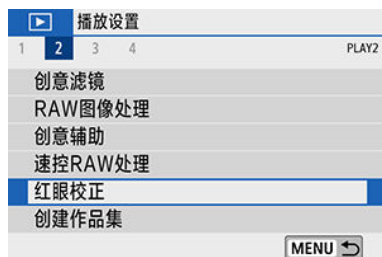 播放设置
1 2 3 4 PLAY2
创意滤镜
RAW图像处理
创意辅助
速控RAW处理
红眼校正
创建作品集
MENU